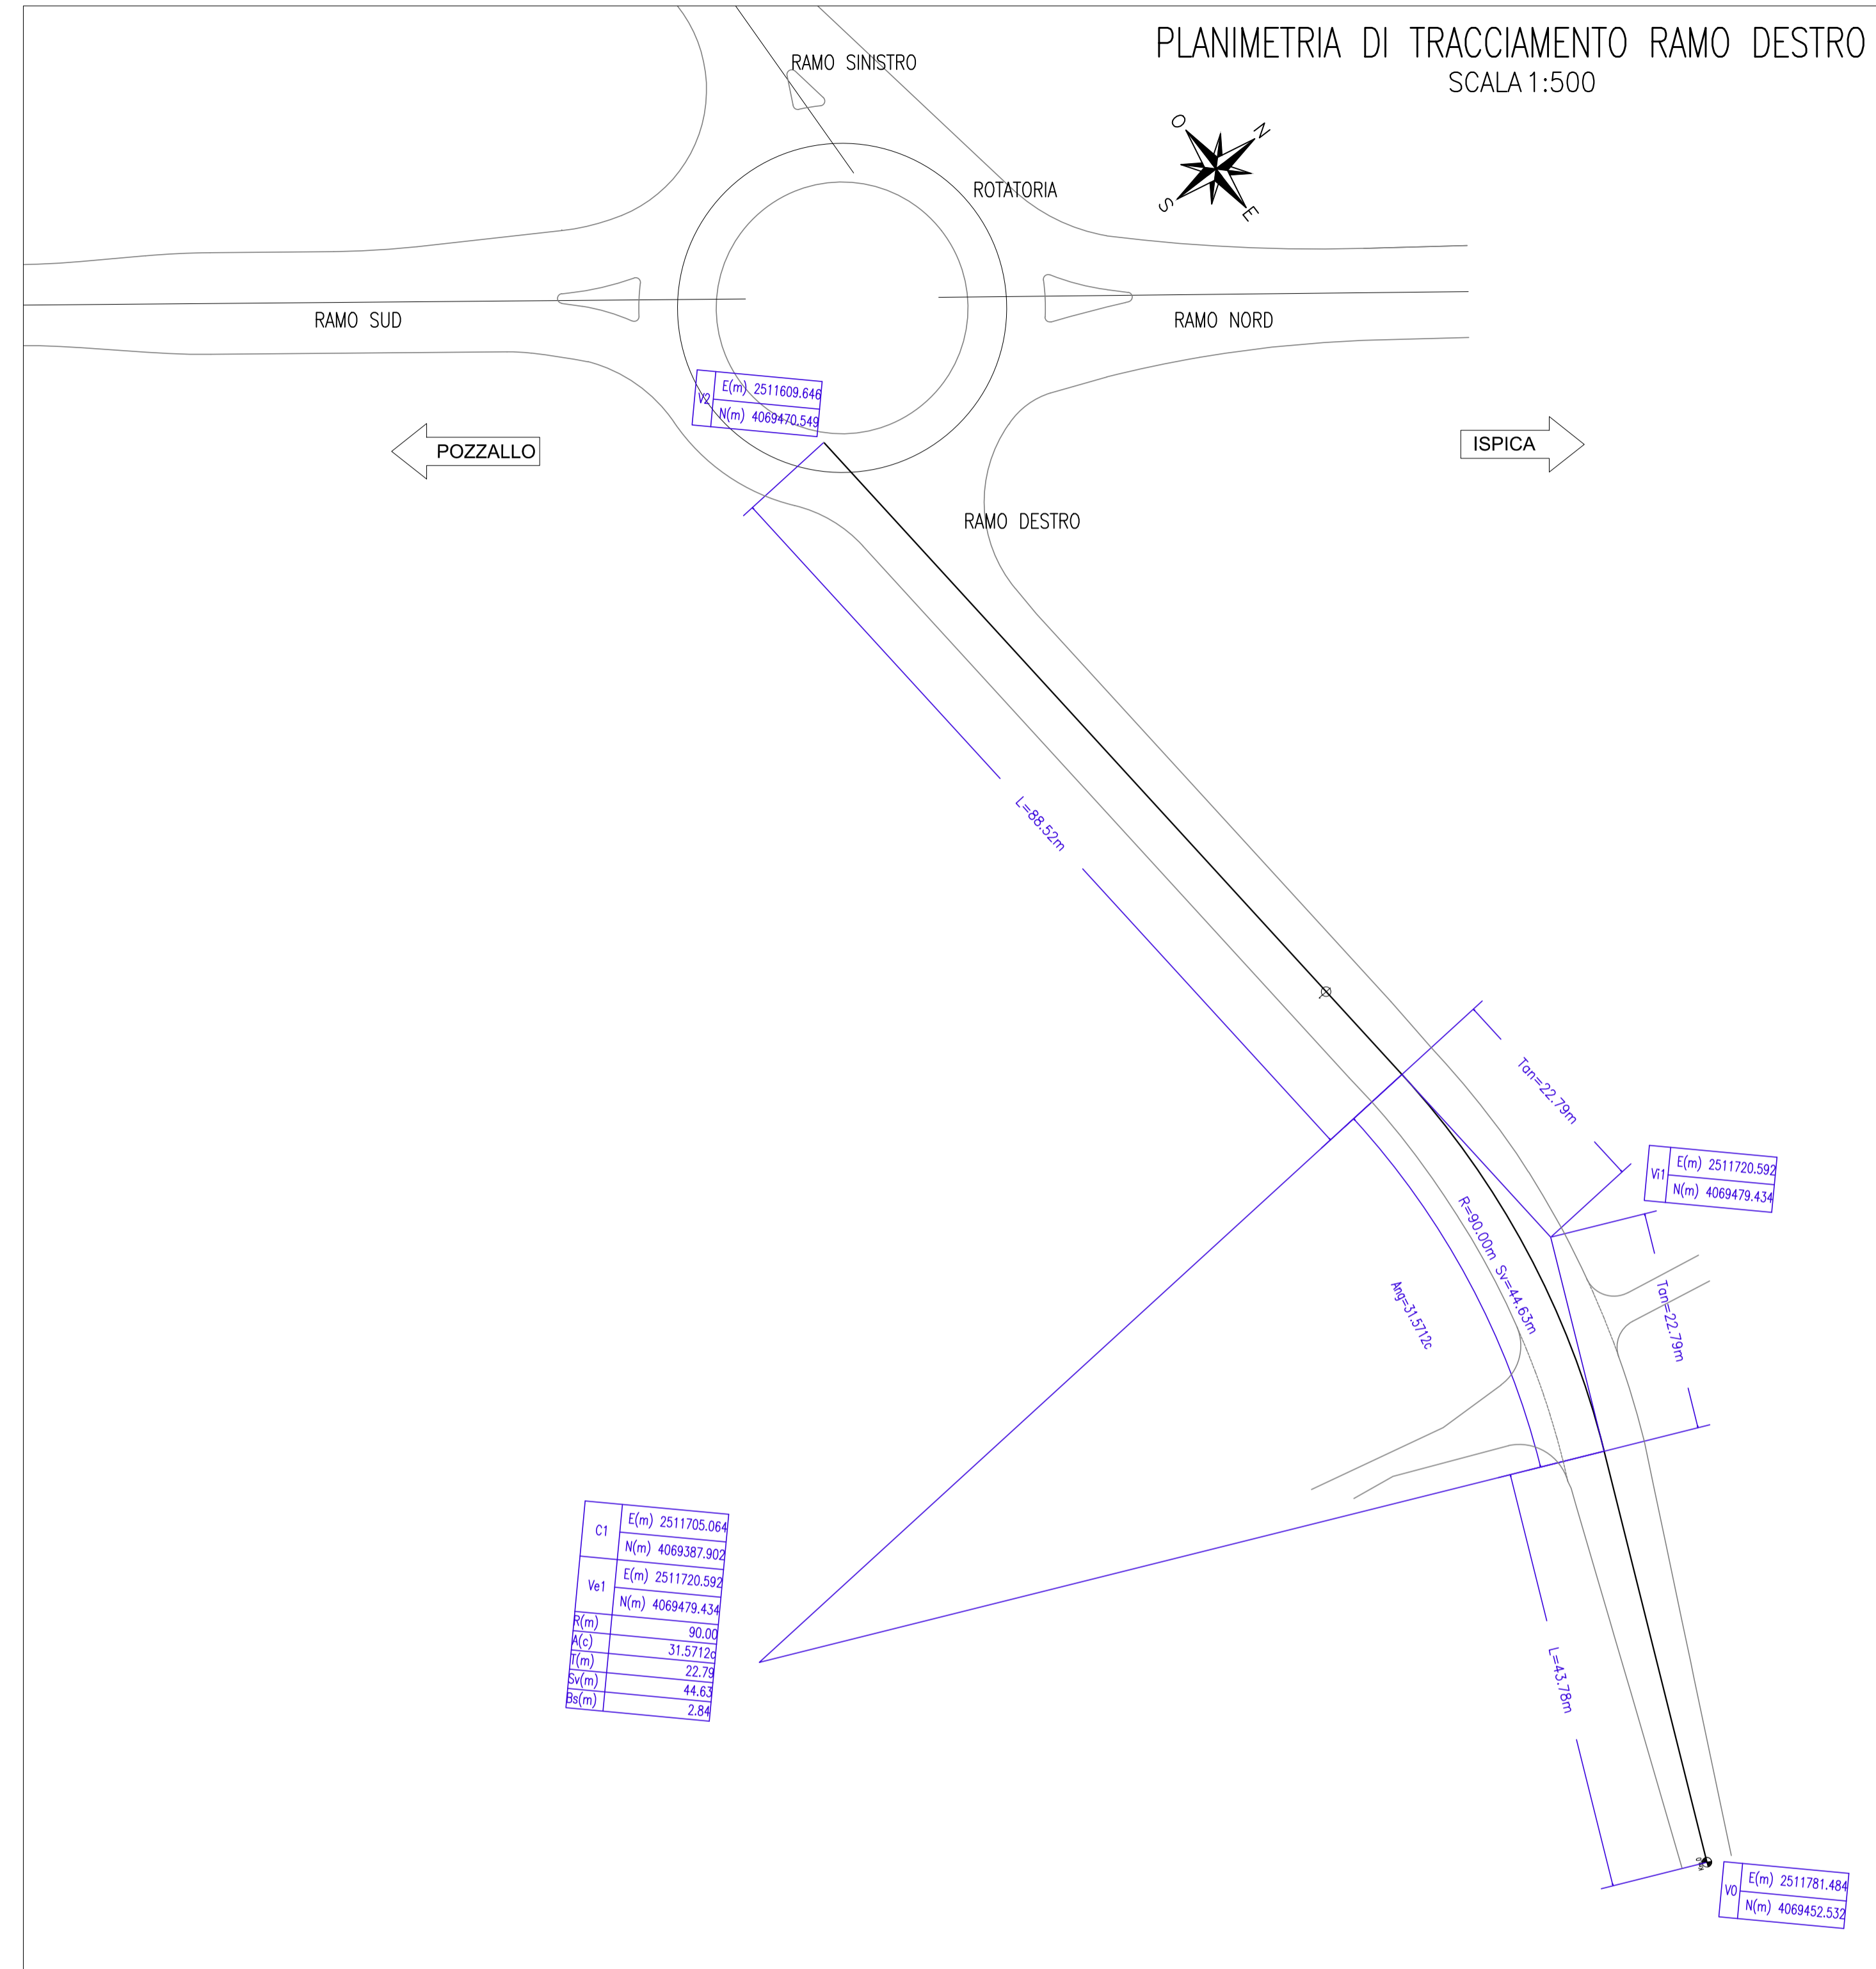 PLANIMETRIA DI TRACCIAMENTO RAMO DESTRO
SCALA 1:500
RAMO SINISTRO
O
N
S
E
ROTATORIA
RAMO SUD
RAMO NORD
V2
E(m) 2511609.646
N(m) 4069470.549
POZZALLO
ISPICA
RAMO DESTRO
L=88.52m
Tan=22.79m
Vi1
E(m) 2511720.592
N(m) 4069479.434
R=90.00m Sv=44.63m
Ang=31.5712c
Tan=22.79m
C1
E(m) 2511705.064
N(m) 4069387.902
Ve1
E(m) 2511720.592
N(m) 4069479.434
R(m) 90.00
A(c) 31.5712c
T(m) 22.79
Sv(m) 44.63
Bs(m) 2.84
L=43.78m
V0
E(m) 2511781.484
N(m) 4069452.532